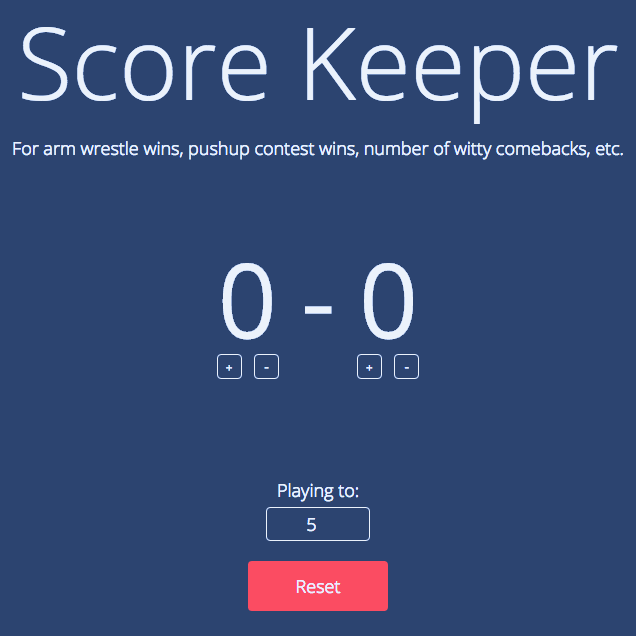 Score Keeper
For arm wrestle wins, pushup contest wins, number of witty comebacks, etc.
0 - 0
+ - + -
Playing to:
5
Reset